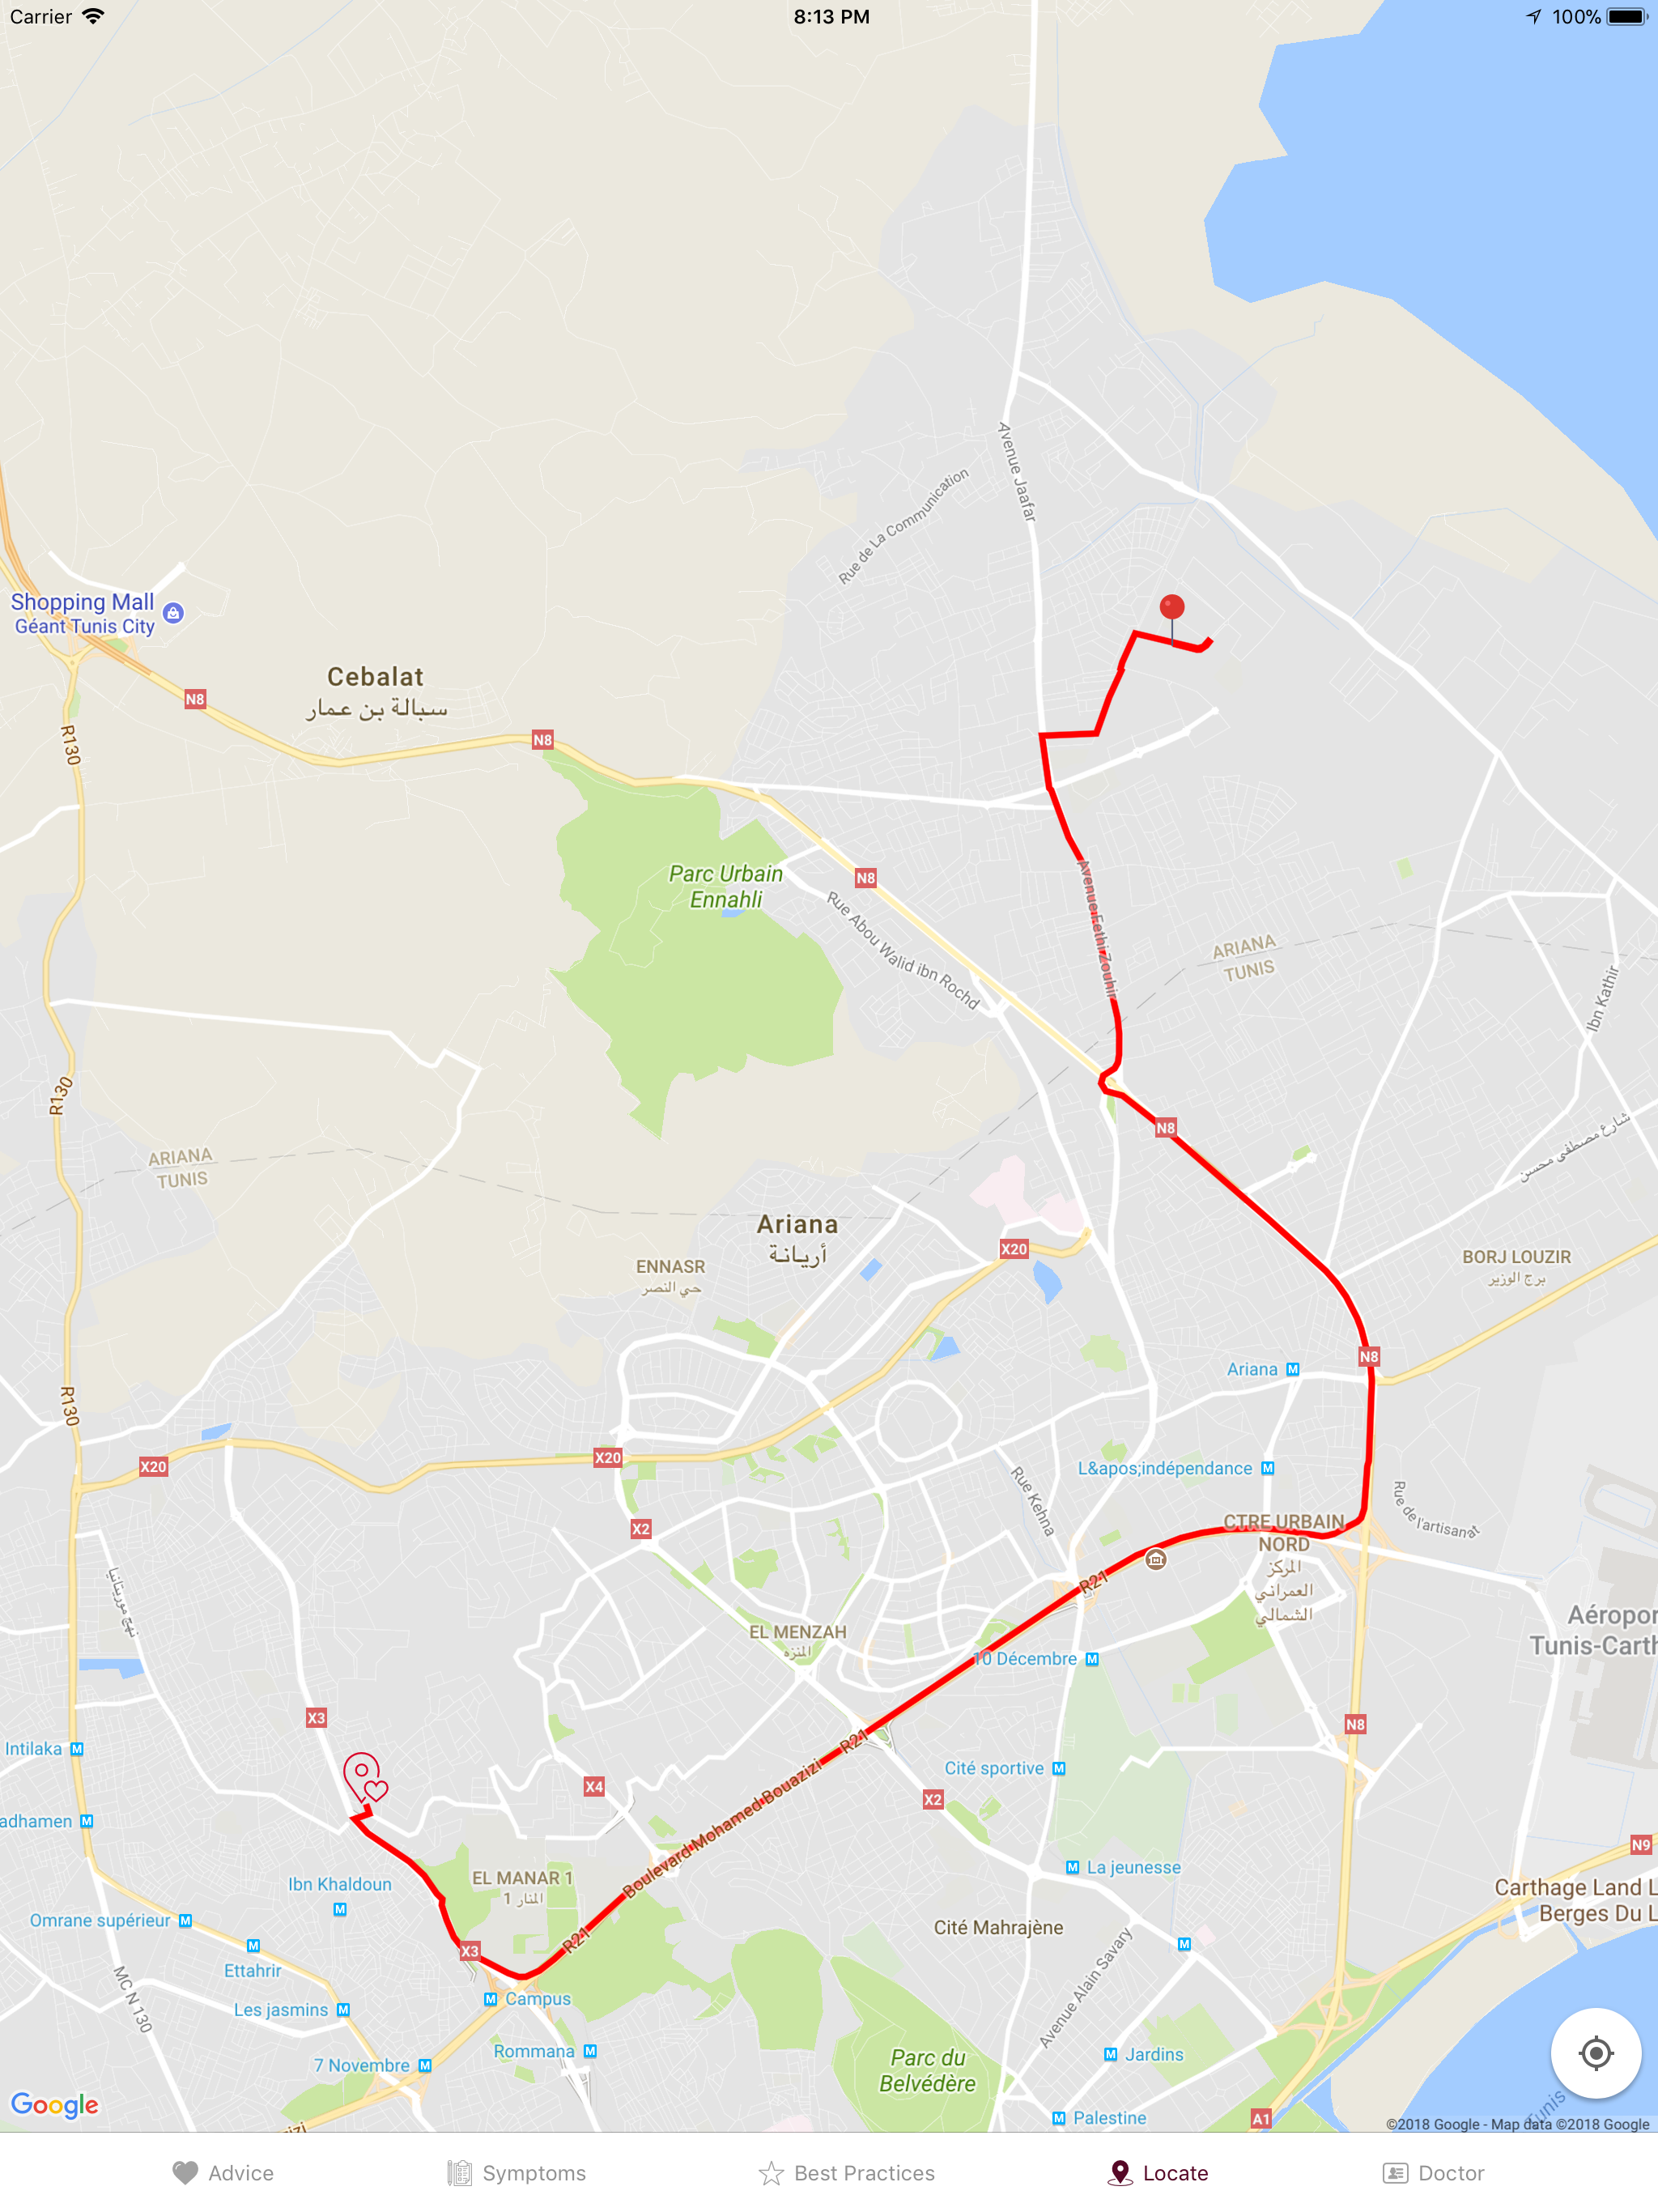 Carrier
8:13 PM
100%
Avenue Jaafar
Rue de La Communication
Shopping Mall
Géant Tunis City
Cebalat
سبالة بن عمار
N8
R130
N8
Parc Urbain
Ennahli
N8
Rue Abou Walid ibn Rochd
Avenue Fethi Zouhir
ARIANA
TUNIS
Ibn Kathir
R130
N8
شارع مصطفى محسن
ARIANA
TUNIS
Ariana
أريانة
X20
ENNASR
حي النصر
BORJ LOUZIR
برج الوزير
N8
Ariana
R130
X20
X20
L&apos;indépendance
Rue Kehna
Rue de l'artisanat
X2
CTRE URBAIN
NORD
المركز
العمراني
الشمالي
نهج موريتانيا
R21
EL MENZAH
المنزه
10 Décembre
Aéropor
Tunis-Carth
X3
N8
Intilaka
R21
Cité sportive
X4
X2
Boulevard Mohamed Bouazizi
adhamen
N9
La jeunesse
EL MANAR 1
المنار 1
Ibn Khaldoun
Carthage Land L
Berges Du L
Omrane supérieur
Cité Mahrajène
R21
X3
Ettahrir
Avenue Alain Savary
MC N 130
Campus
Les jasmins
Rommana
7 Novembre
Parc du
Belvédère
Jardins
Google
Tunis
Palestine
A1
izi
©2018 Google - Map data ©2018 Google
Advice
Symptoms
Best Practices
Locate
Doctor